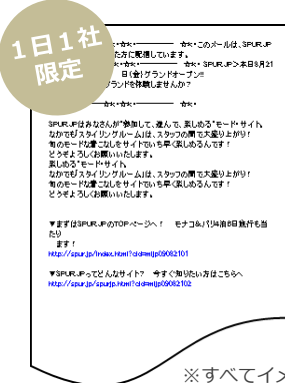 1日1社
限定
・☆×・―――― ☆×・このメールは、SPUR.JP
た方に配信しています。
・☆×・―――― ☆×・ SPUR.JP>本日8月21
日(金)グランドオープン!!
ランドを体験しませんか?
―――☆×・―――― ☆×・
SPUR.JPはみなさんが"参加して、選んで、楽しめる"モード・サイト。
なかでも「スタイリングルーム」は、スタッフの間で大盛り上がり!
旬のモードな着こなしをサイトでいち早く楽しめるんです!
どうぞよろしくお願いいたします。
楽しめる"モード・サイト。
なかでも「スタイリングルーム」は、スタッフの間で大盛り上がり!
旬のモードな着こなしをサイトでいち早く楽しめるんです!
どうぞよろしくお願いいたします。
▼まずはSPUR.JPのTOPページへ! モナコ&パリ4泊6日旅行も当
たり
ます!
http://spur.jp/index.html?cid=mljp09082101
▼SPUR.JPってどんなサイト? 今すぐ知りたい方はこちらへ
http://spur.jp/spurjp.html?cid=mljp09082102
※すべてイメ